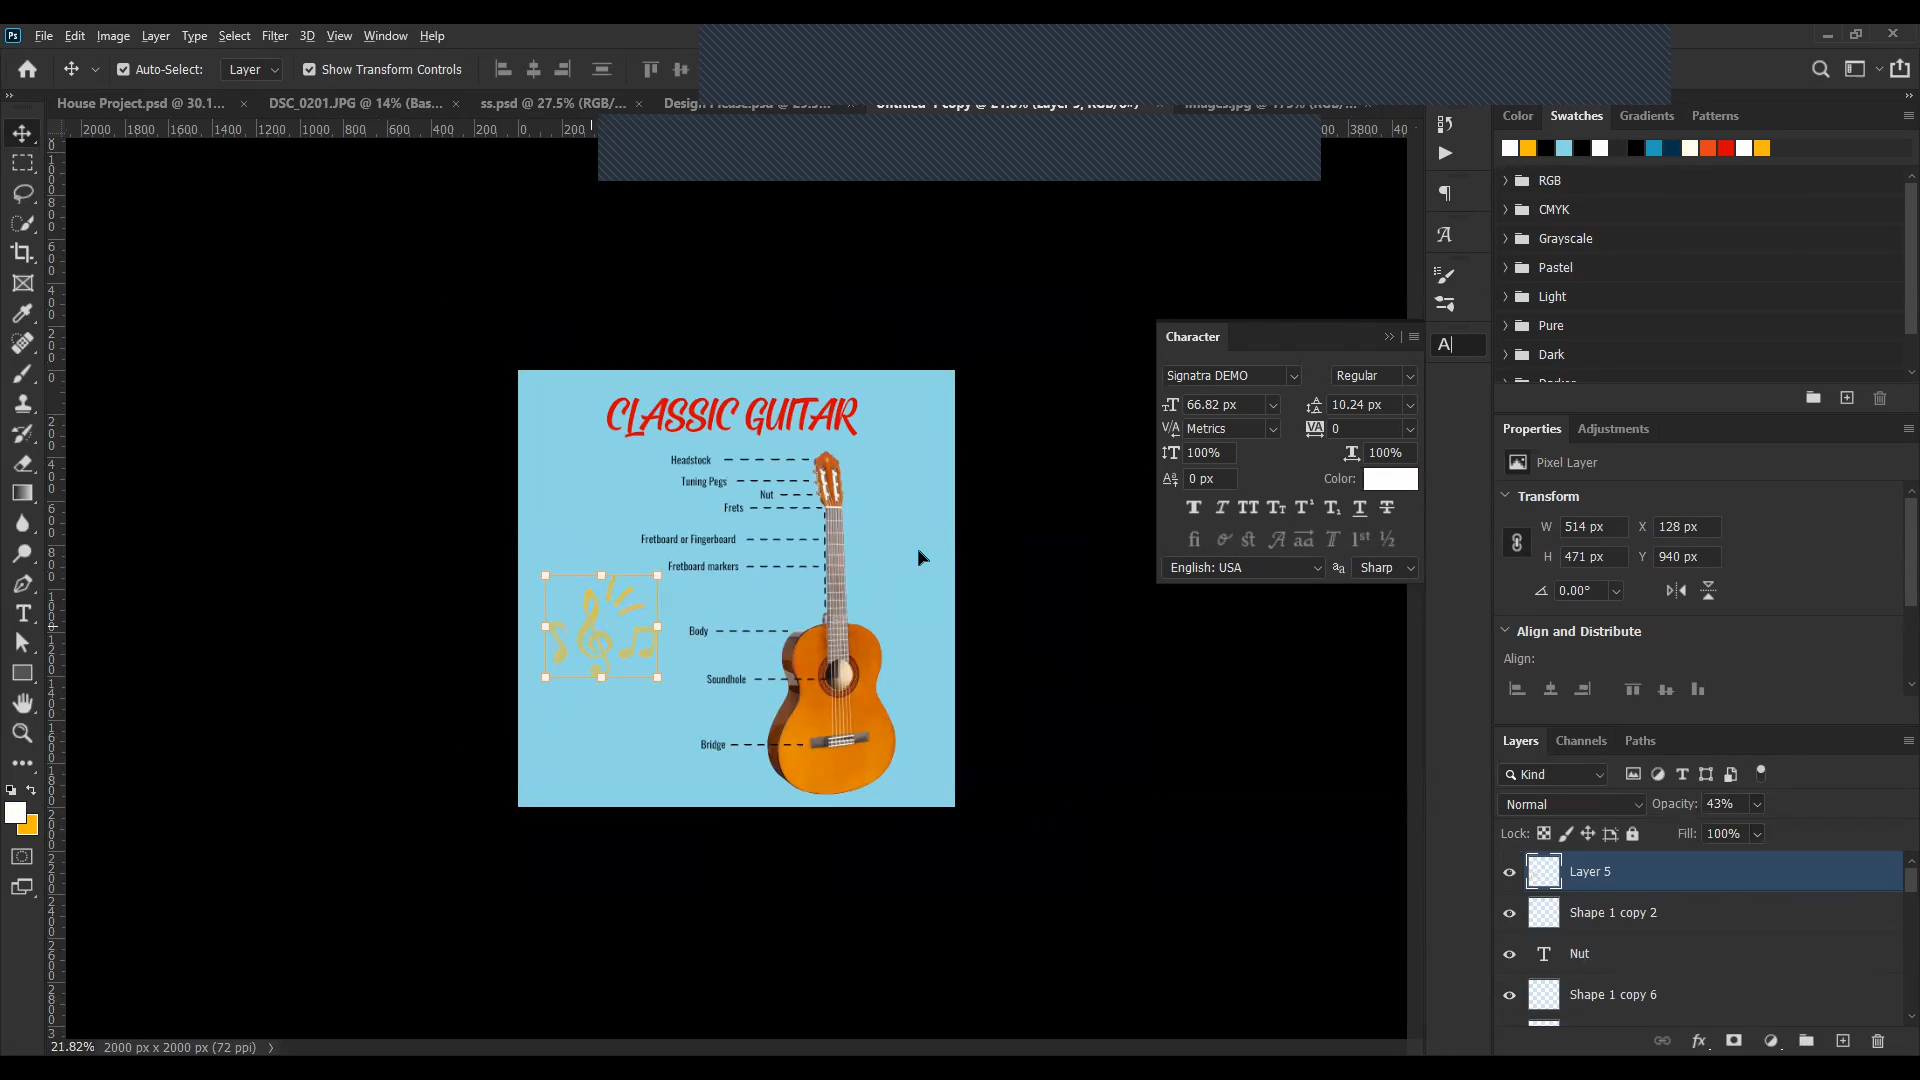 Ps File Edit Image Layer Type Select Filter 3D View Window Help
Auto-Select: Layer Show Transform Controls
House Project.psd @ 30.1... DSC_0201.JPG @ 14% (Bas... ss.psd @ 27.5% (RGB/...
2000 1800 1600 1400 1200 1000 800 600 400 200 0 200 3800
Color Swatches Gradients Patterns
RGB
CMYK
Grayscale
Pastel
Light
Pure
Dark
Character
Signatra DEMO Regular
66.82 px 10.24 px
Metrics 0
100% 100%
0 px Color:
English: USA Sharp
CLASSIC GUITAR
Headstock
Tuning Pegs
Nut
Frets
Fretboard or Fingerboard
Fretboard markers
Body
Soundhole
Bridge
Properties Adjustments
Pixel Layer
Transform
W 514 px X 128 px
H 471 px Y 940 px
0.00°
Align and Distribute
Align:
Layers Channels Paths
Kind
Normal Opacity: 43%
Lock: Fill: 100%
Layer 5
Shape 1 copy 2
Nut
Shape 1 copy 6
21.82% 2000 px x 2000 px (72 ppi)